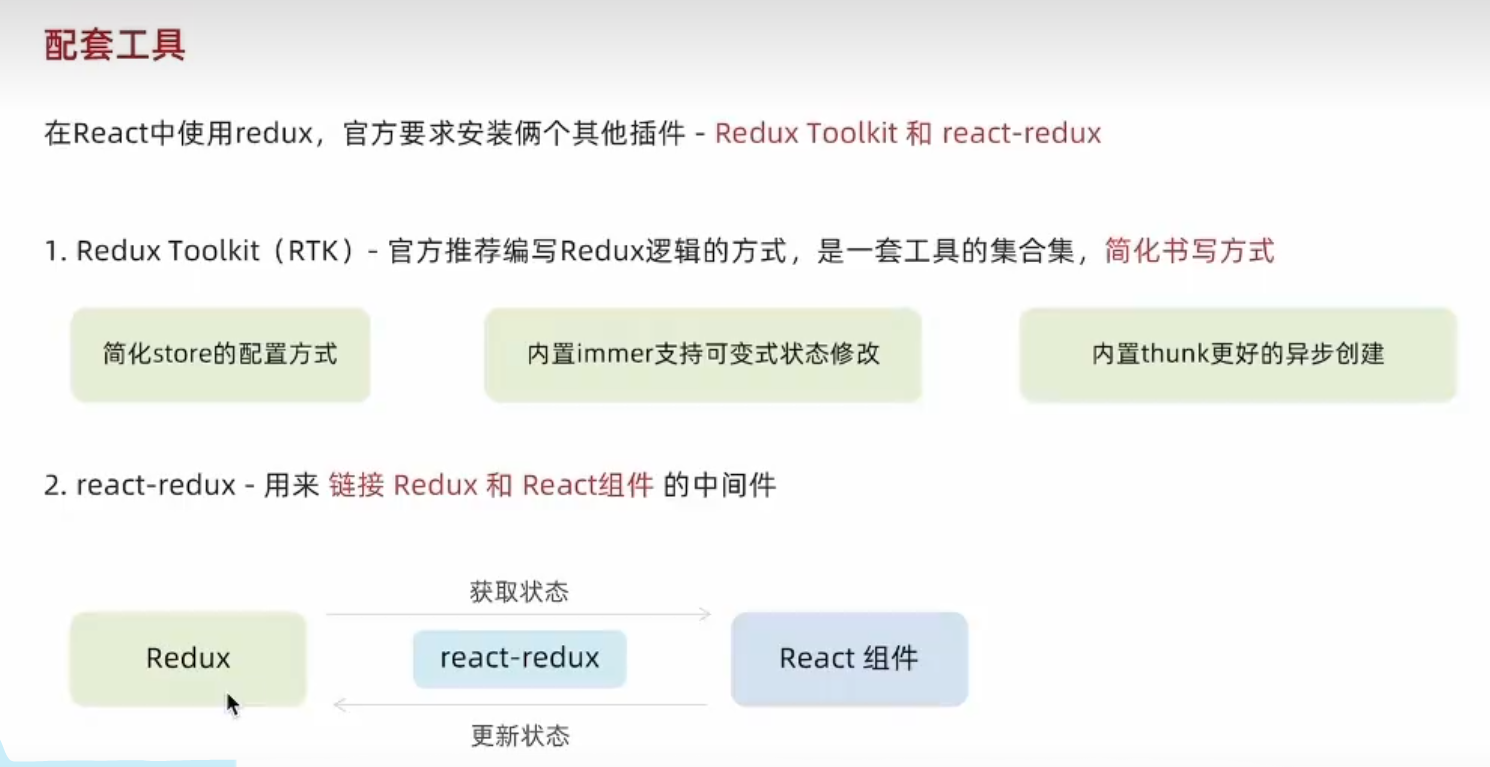 配套工具
在React中使用redux，官方要求安装俩个其他插件 - Redux Toolkit 和 react-redux
1. Redux Toolkit（RTK）- 官方推荐编写Redux逻辑的方式，是一套工具的集合集，简化书写方式
简化store的配置方式
内置immer支持可变式状态修改
内置thunk更好的异步创建
2. react-redux - 用来 链接 Redux 和 React组件 的中间件
获取状态
Redux
react-redux
React 组件
更新状态